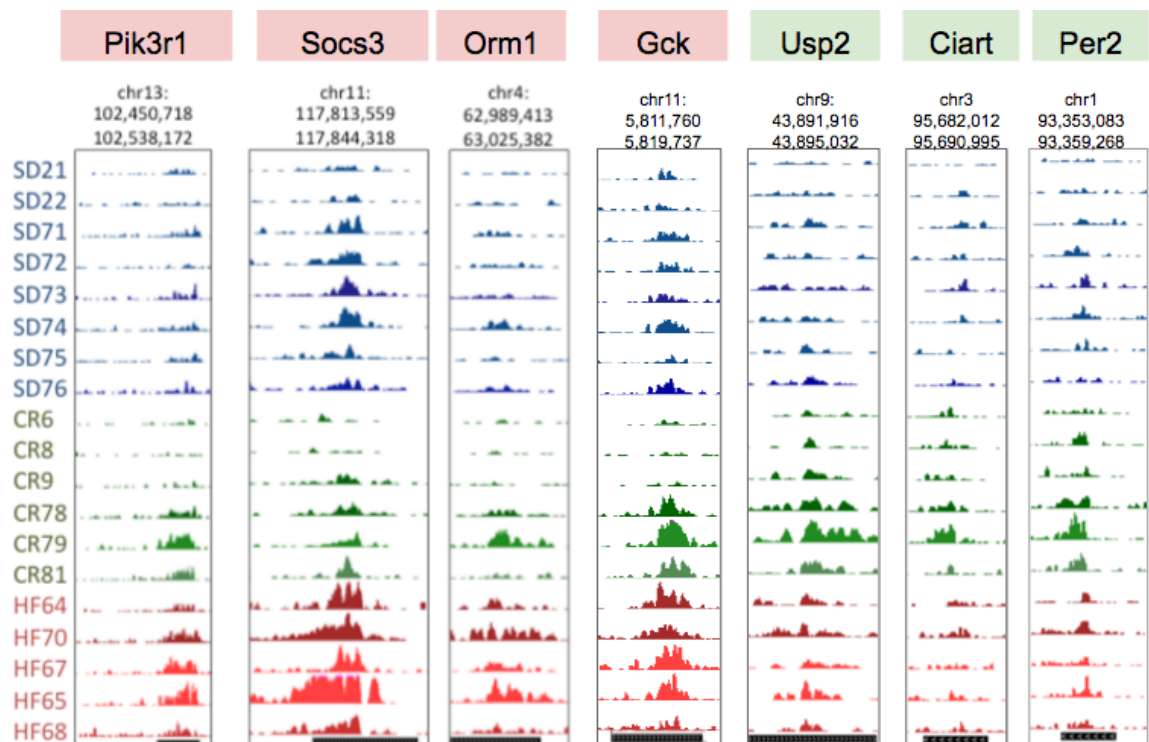 Pik3r1 Socs3 Orm1 Gck Usp2 Ciart Per2
chr13: chr11: chr4: chr11: chr9: chr3 chr1
102,450,718 117,813,559 62,989,413 5,811,760 43,891,916 95,682,012 93,353,083
102,538,172 117,844,318 63,025,382 5,819,737 43,895,032 95,690,995 93,359,268
SD21
SD22
SD71
SD72
SD73
SD74
SD75
SD76
CR6
CR8
CR9
CR78
CR79
CR81
HF64
HF70
HF67
HF65
HF68